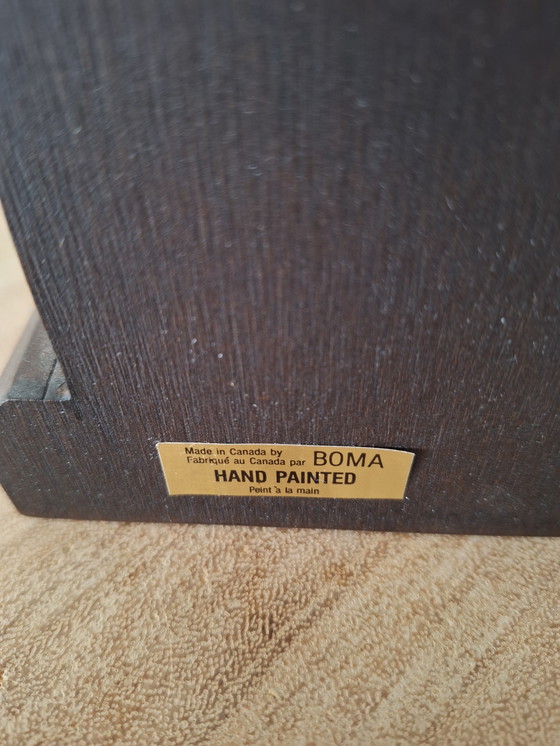 Made in Canada by
Fabriqué au Canada par BOMA
HAND PAINTED
Peint à la main